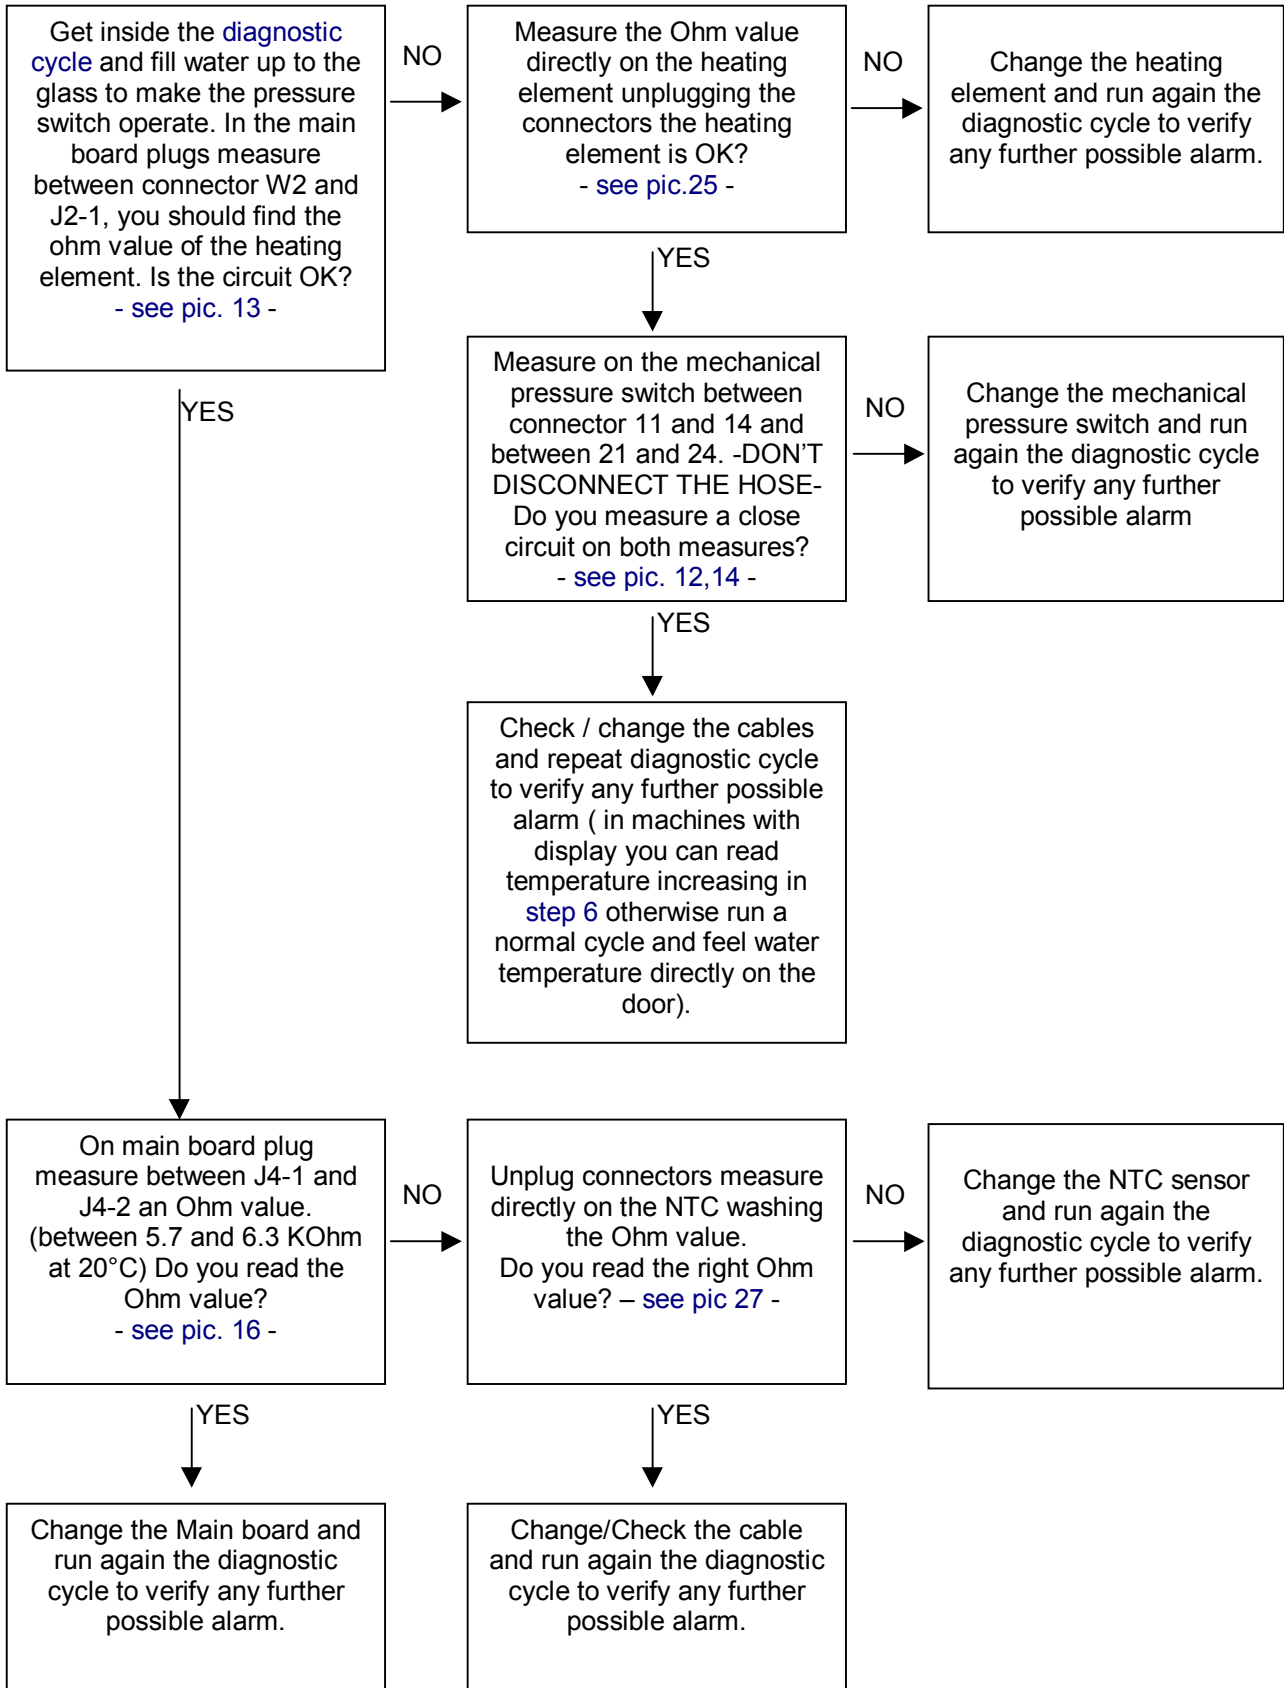 Get inside the diagnostic
cycle and fill water up to the
glass to make the pressure
switch operate. In the main
board plugs measure
between connector W2 and
J2-1, you should find the
ohm value of the heating
element. Is the circuit OK?
- see pic. 13 -
NO
Measure the Ohm value
directly on the heating
element unplugging the
connectors the heating
element is OK?
- see pic.25 -
NO
Change the heating
element and run again the
diagnostic cycle to verify
any further possible alarm.
YES
YES
Measure on the mechanical
pressure switch between
connector 11 and 14 and
between 21 and 24. -DON'T
DISCONNECT THE HOSE-
Do you measure a close
circuit on both measures?
- see pic. 12,14 -
NO
Change the mechanical
pressure switch and run
again the diagnostic cycle
to verify any further
possible alarm
YES
Check / change the cables
and repeat diagnostic cycle
to verify any further possible
alarm ( in machines with
display you can read
temperature increasing in
step 6 otherwise run a
normal cycle and feel water
temperature directly on the
door).
On main board plug
measure between J4-1 and
J4-2 an Ohm value.
(between 5.7 and 6.3 KOhm
at 20°C) Do you read the
Ohm value?
- see pic. 16 -
NO
Unplug connectors measure
directly on the NTC washing
the Ohm value.
Do you read the right Ohm
value? – see pic 27 -
NO
Change the NTC sensor
and run again the
diagnostic cycle to verify
any further possible alarm.
YES
YES
Change the Main board and
run again the diagnostic
cycle to verify any further
possible alarm.
Change/Check the cable
and run again the diagnostic
cycle to verify any further
possible alarm.